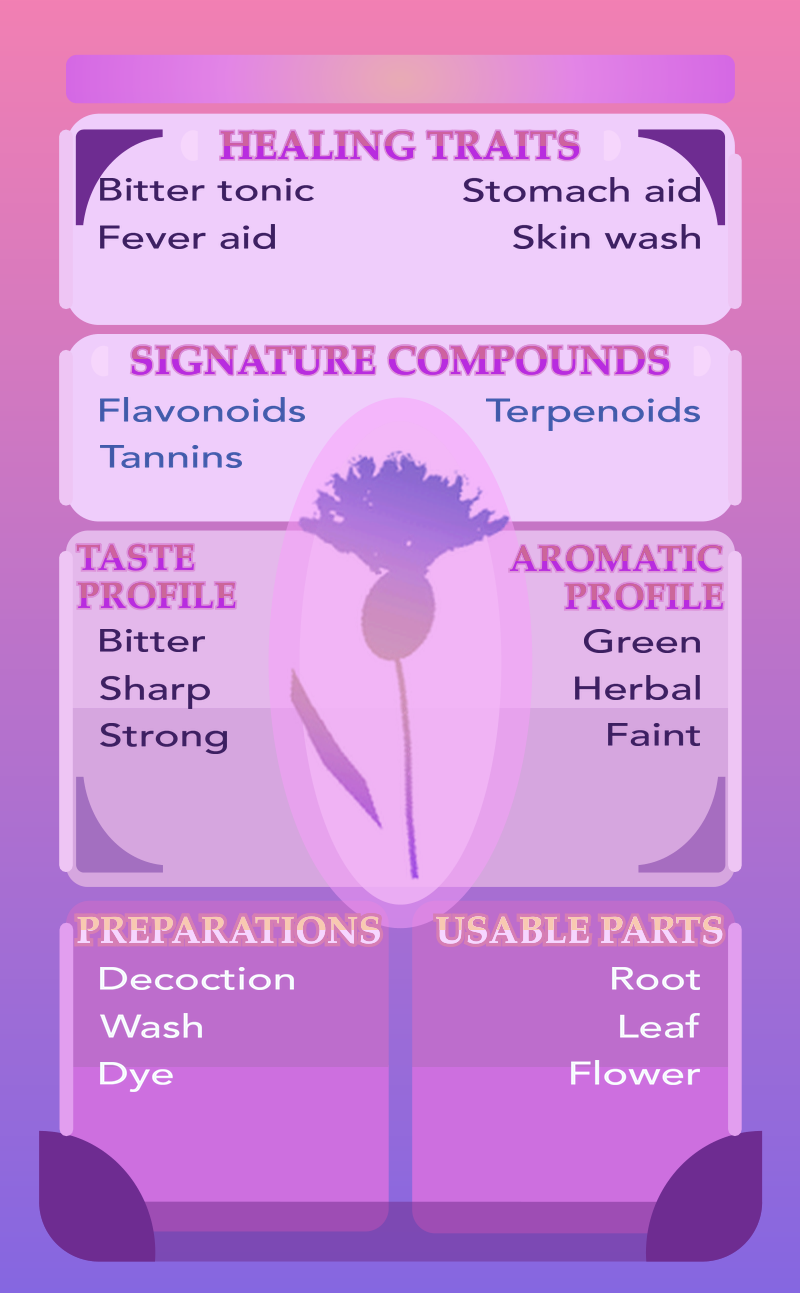 HEALING TRAITS
Bitter tonic
Stomach aid
Fever aid
Skin wash
SIGNATURE COMPOUNDS
Flavonoids
Terpenoids
Tannins
TASTE
PROFILE
Bitter
Sharp
Strong
AROMATIC
PROFILE
Green
Herbal
Faint
PREPARATIONS
Decoction
Wash
Dye
USABLE PARTS
Root
Leaf
Flower